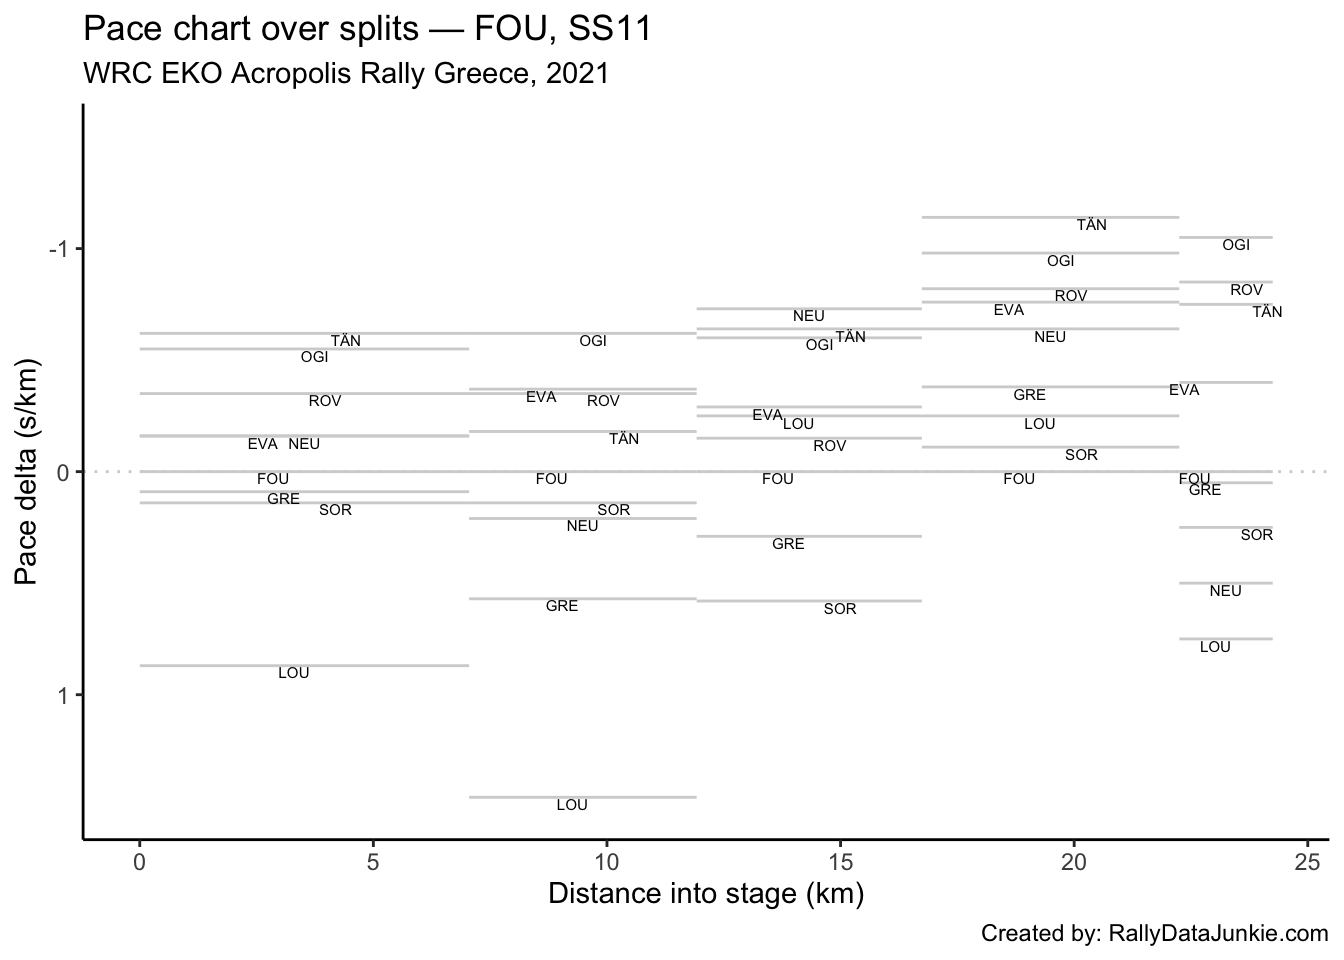 Pace chart over splits — FOU, SS11
WRC EKO Acropolis Rally Greece, 2021
Pace delta (s/km)
-1
0
1
TÄN
OGI
OGI
ROV
ROV
EVA
TÄN
NEU
NEU
TÄN
OGI
GRE
EVA
EVA
ROV
EVA
ROV
LOU
LOU
TÄN
ROV
EVA NEU
SOR
FOU
FOU
FOU
FOU
FOU
GRE
GRE
SOR
SOR
NEU
SOR
GRE
NEU
GRE
SOR
LOU
LOU
LOU
TÄN
OGI
OGI
0
5
10
15
20
25
Distance into stage (km)
Created by: RallyDataJunkie.com